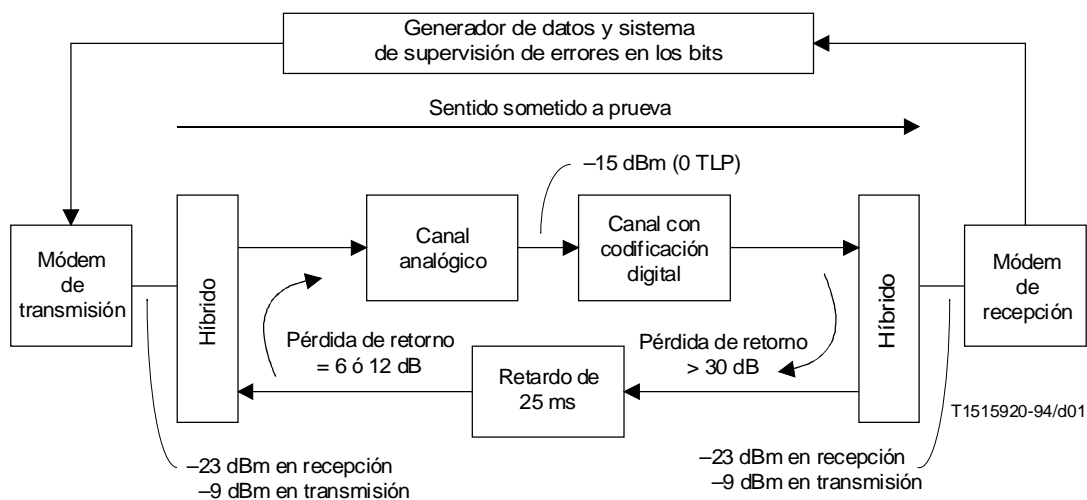 Generador de datos y sistema
de supervisión de errores en los bits
Sentido sometido a prueba
–15 dBm (0 TLP)
Módem
de
transmisión
Híbrido
Canal
analógico
Canal con
codificación
digital
Híbrido
Módem
de
recepción
Pérdida de retorno
= 6 ó 12 dB
Retardo de
25 ms
Pérdida de retorno
> 30 dB
T1515920-94/d01
–23 dBm en recepción
–9 dBm en transmisión
–23 dBm en recepción
–9 dBm en transmisión